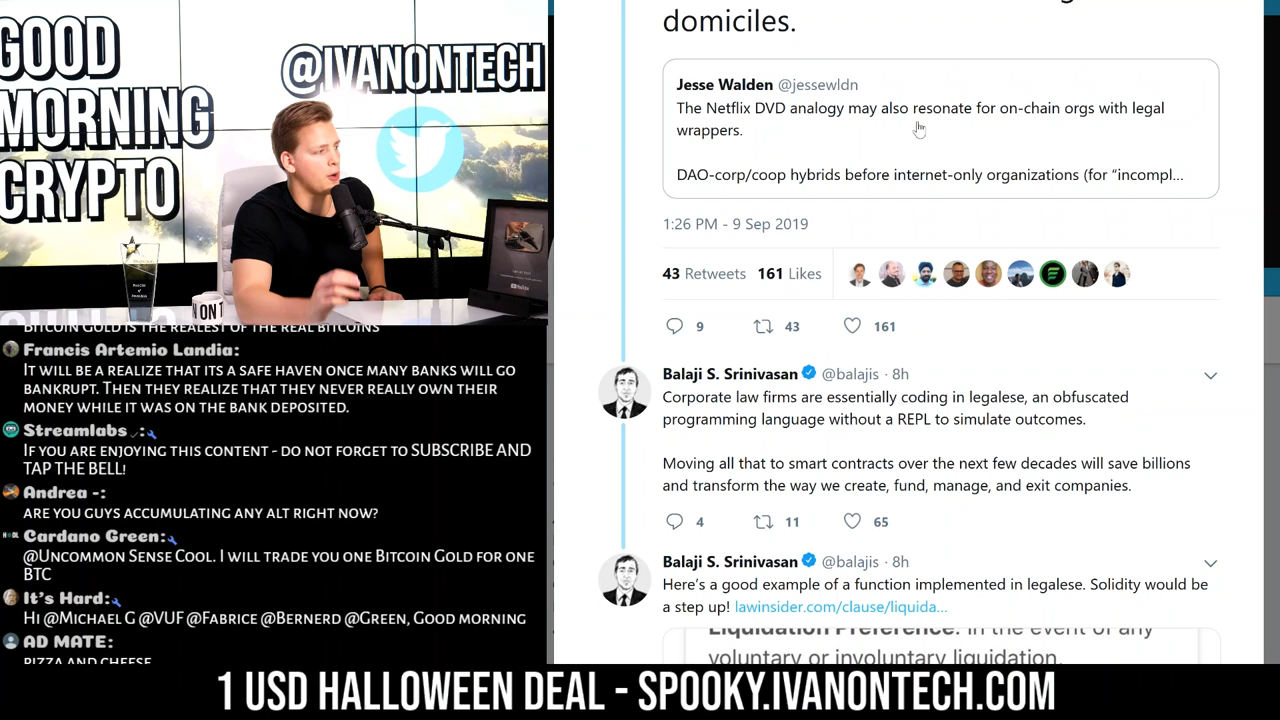 GOOD
MORNING
CRYPTO
@IVANONTECH
BITCOIN GOLD IS THE REALEST OF THE REAL BITCOINS
Francis Artemio Landia:
IT WILL BE A REALIZE THAT ITS A SAFE HAVEN ONCE MANY BANKS WILL GO
BANKRUPT. THEN THEY REALIZE THAT THEY NEVER REALLY OWN THEIR
MONEY WHILE IT WAS ON THE BANK DEPOSITED.
Streamlabs :
IF YOU ARE ENJOYING THIS CONTENT - DO NOT FORGET TO SUBSCRIBE AND
TAP THE BELL!
Andrea -:
ARE YOU GUYS ACCUMULATING ANY ALT RIGHT NOW?
Cardano Green:
@UNCOMMON SENSE COOL. I WILL TRADE YOU ONE BITCOIN GOLD FOR ONE
BTC
It's Hard:
HI @MICHAEL G @VUF @FABRICE @BERNERD @GREEN, GOOD MORNING
AD MATE:
PIZZA AND CHEESE
domiciles.
Jesse Walden @jessewldn
The Netflix DVD analogy may also resonate for on-chain orgs with legal
wrappers.
DAO-corp/coop hybrids before internet-only organizations (for "incompl...
1:26 PM - 9 Sep 2019
43 Retweets 161 Likes
9 43 161
Balaji S. Srinivasan @balajis · 8h
Corporate law firms are essentially coding in legalese, an obfuscated
programming language without a REPL to simulate outcomes.
Moving all that to smart contracts over the next few decades will save billions
and transform the way we create, fund, manage, and exit companies.
4 11 65
Balaji S. Srinivasan @balajis · 8h
Here's a good example of a function implemented in legalese. Solidity would be
a step up! lawinsider.com/clause/liquida...
Liquidation Preference. In the event of any
voluntary or involuntary liquidation,
1 USD HALLOWEEN DEAL - SPOOKY.IVANONTECH.COM